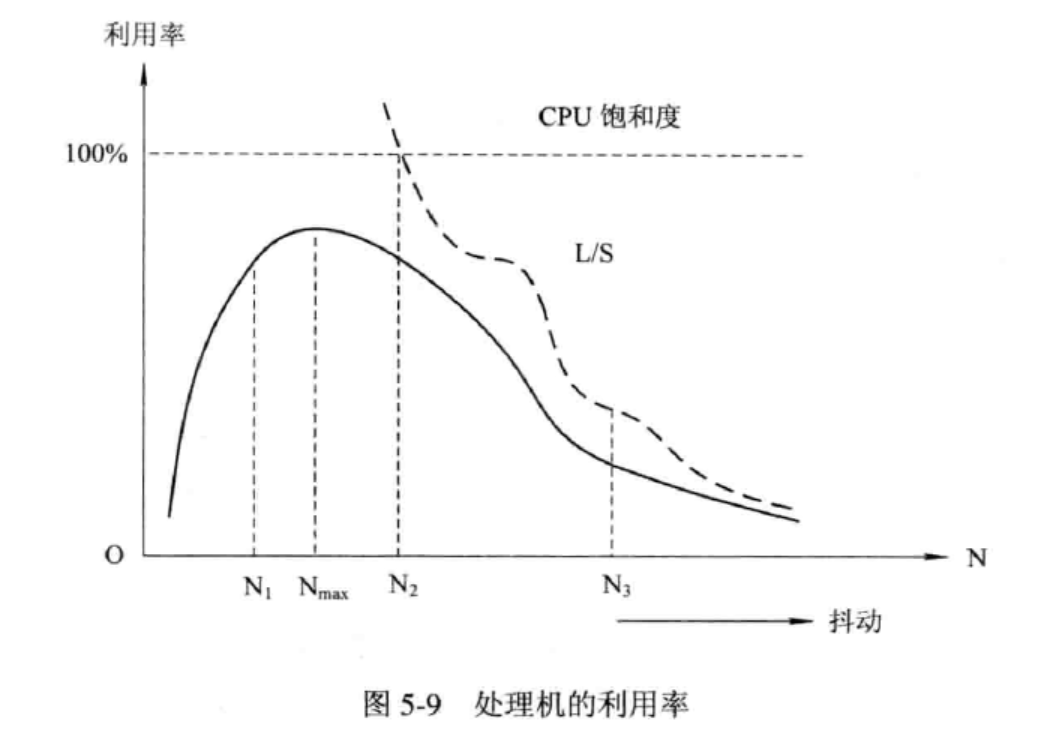 利用率
CPU 饱和度
100%
L/S
O
N
N₁
Nmax
N₂
N₃
抖动
图 5-9 处理机的利用率